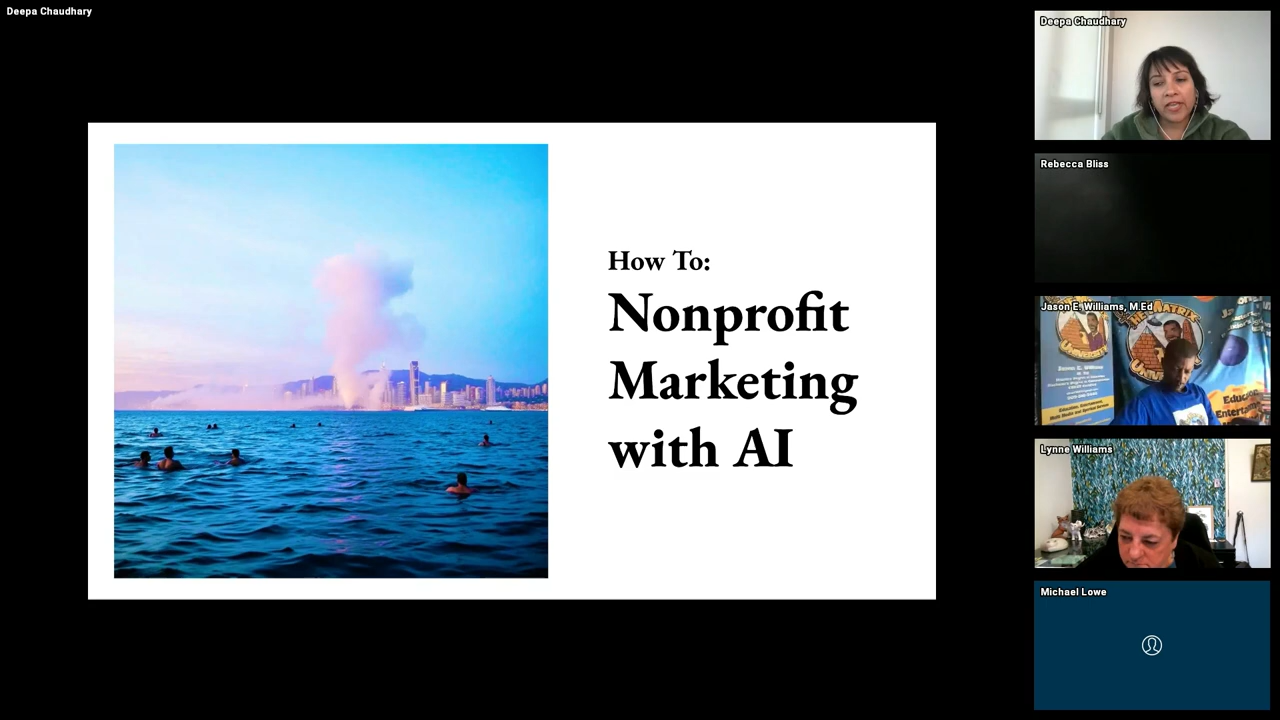 Deepa Chaudhary
How To:
Nonprofit
Marketing
with AI
Deepa Chaudhary
Rebecca Bliss
Jason E. Williams, M.Ed
UNIVERSITY
Lynne Williams
Michael Lowe